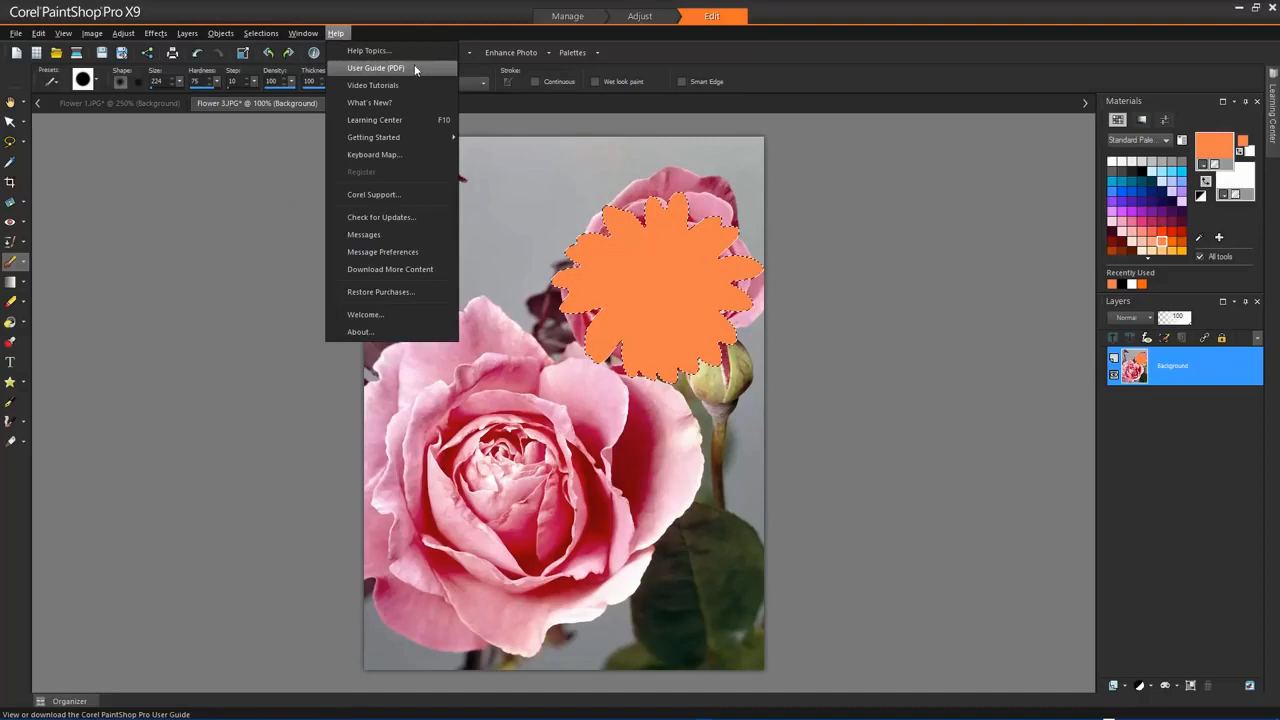 Corel PaintShop Pro X9
Manage Adjust Edit
File Edit View Image Adjust Effects Layers Objects Selections Window Help
Enhance Photo Palettes
Presets: Shape: Size: Hardness: Step: Density: Thickness Stroke:
224 75 10 100 100 Continuous Wet look paint Smart Edge
Flower 1.JPG* @ 250% (Background) Flower 3.JPG* @ 100% (Background)
Help Topics...
User Guide (PDF)
Video Tutorials
What's New?
Learning Center F10
Getting Started
Keyboard Map...
Register
Corel Support...
Check for Updates...
Messages
Message Preferences
Download More Content
Restore Purchases...
Welcome...
About...
Materials
Standard Pale...
All tools
Recently Used
Layers
Normal 100
Background
Learning Center
Organizer
View or download the Corel PaintShop Pro User Guide